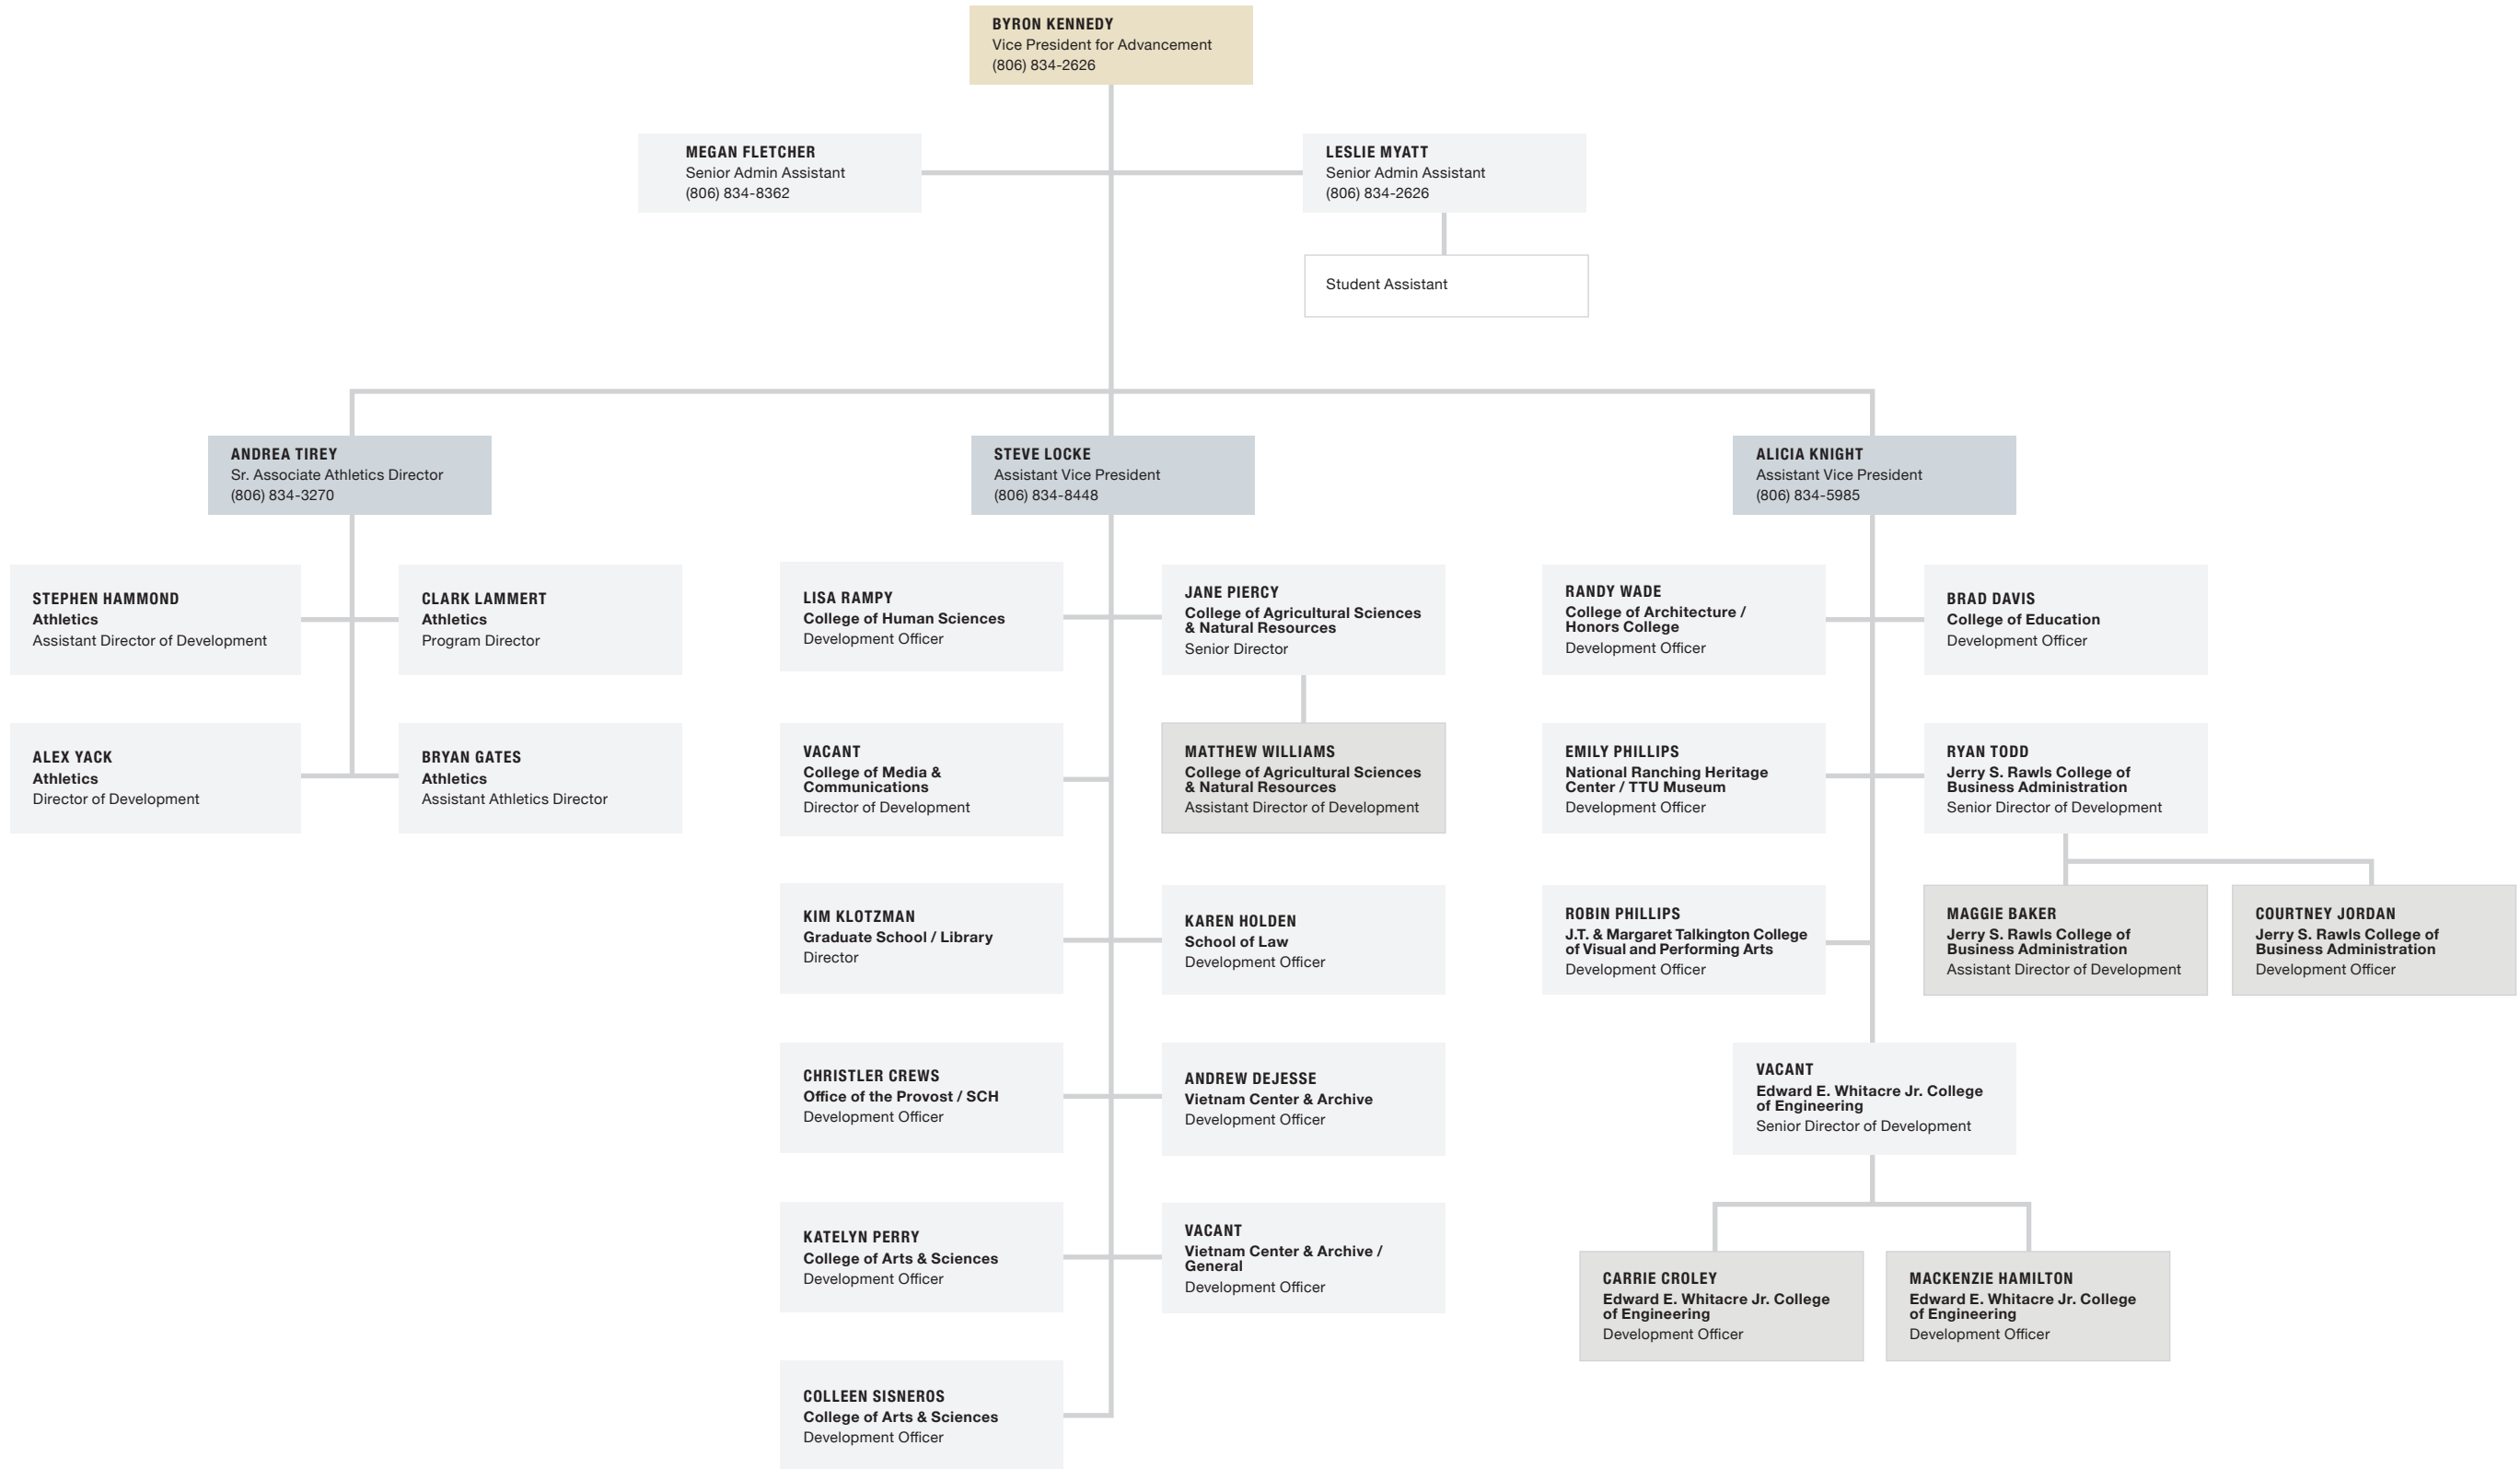 BYRON KENNEDY
Vice President for Advancement
(806) 834-2626
MEGAN FLETCHER
Senior Admin Assistant
(806) 834-8362
LESLIE MYATT
Senior Admin Assistant
(806) 834-2626
Student Assistant
ANDREA TIREY
Sr. Associate Athletics Director
(806) 834-3270
STEVE LOCKE
Assistant Vice President
(806) 834-8448
ALICIA KNIGHT
Assistant Vice President
(806) 834-5985
STEPHEN HAMMOND
Athletics
Assistant Director of Development
CLARK LAMMERT
Athletics
Program Director
LISA RAMPY
College of Human Sciences
Development Officer
JANE PIERCY
College of Agricultural Sciences
& Natural Resources
Senior Director
RANDY WADE
College of Architecture /
Honors College
Development Officer
BRAD DAVIS
College of Education
Development Officer
ALEX YACK
Athletics
Director of Development
BRYAN GATES
Athletics
Assistant Athletics Director
VACANT
College of Media &
Communications
Director of Development
MATTHEW WILLIAMS
College of Agricultural Sciences
& Natural Resources
Assistant Director of Development
EMILY PHILLIPS
National Ranching Heritage
Center / TTU Museum
Development Officer
RYAN TODD
Jerry S. Rawls College of
Business Administration
Senior Director of Development
KIM KLOTZMAN
Graduate School / Library
Director
KAREN HOLDEN
School of Law
Development Officer
ROBIN PHILLIPS
J.T. & Margaret Talkington College
of Visual and Performing Arts
Development Officer
MAGGIE BAKER
Jerry S. Rawls College of
Business Administration
Assistant Director of Development
COURTNEY JORDAN
Jerry S. Rawls College of
Business Administration
Development Officer
CHRISTLER CREWS
Office of the Provost / SCH
Development Officer
ANDREW DEJESSE
Vietnam Center & Archive
Development Officer
VACANT
Edward E. Whitacre Jr. College
of Engineering
Senior Director of Development
KATELYN PERRY
College of Arts & Sciences
Development Officer
VACANT
Vietnam Center & Archive /
General
Development Officer
CARRIE CROLEY
Edward E. Whitacre Jr. College
of Engineering
Development Officer
MACKENZIE HAMILTON
Edward E. Whitacre Jr. College
of Engineering
Development Officer
COLLEEN SISNEROS
College of Arts & Sciences
Development Officer